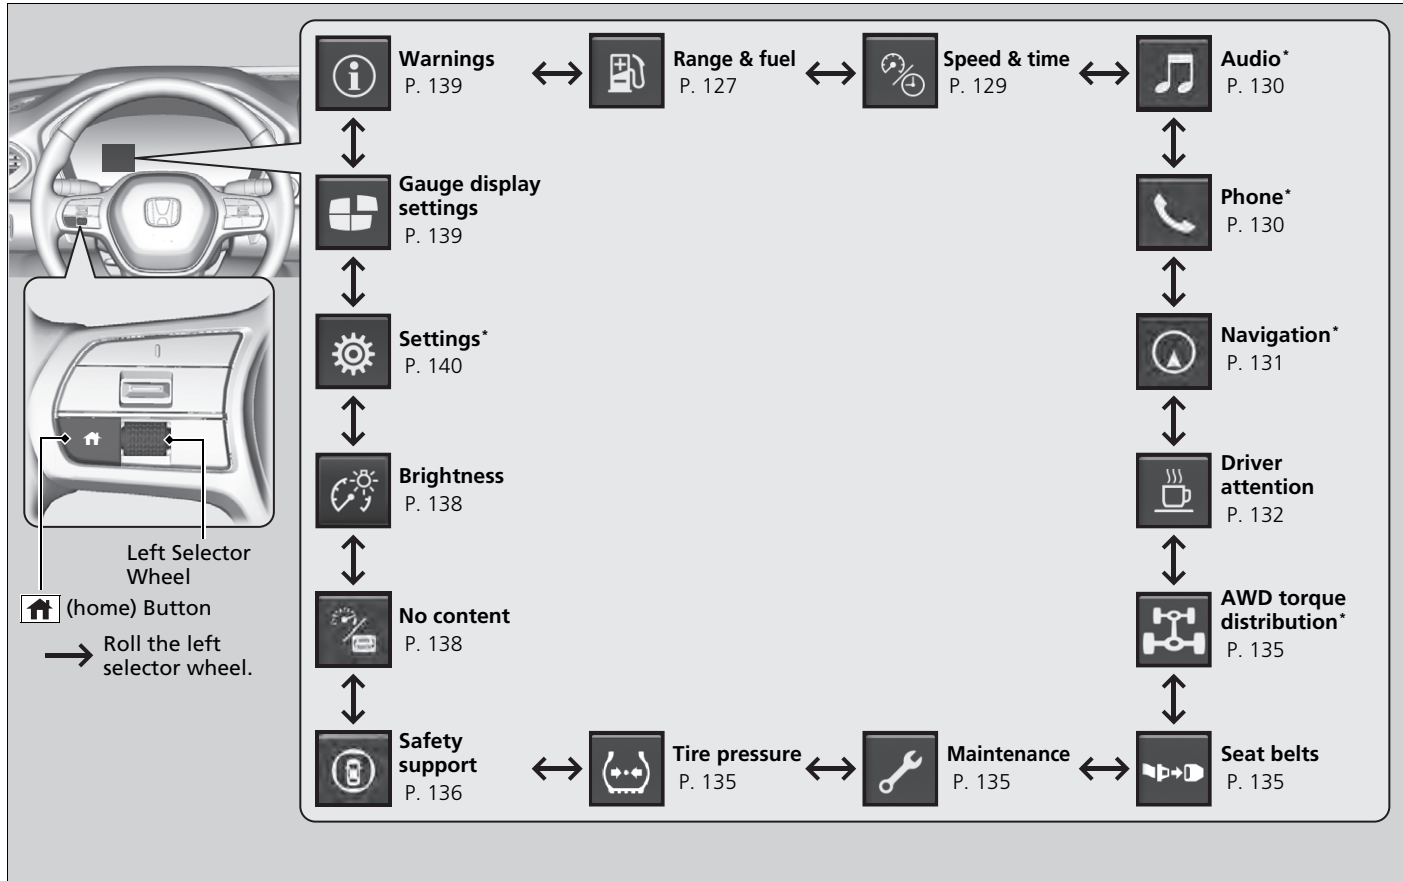 Warnings
P. 139
Range & fuel
P. 127
Speed & time
P. 129
Audio*
P. 130
Gauge display
settings
P. 139
Phone*
P. 130
Settings*
P. 140
Navigation*
P. 131
Brightness
P. 138
Driver
attention
P. 132
No content
P. 138
AWD torque
distribution*
P. 135
Safety
support
P. 136
Tire pressure
P. 135
Maintenance
P. 135
Seat belts
P. 135
Left Selector
Wheel
(home) Button
Roll the left
selector wheel.